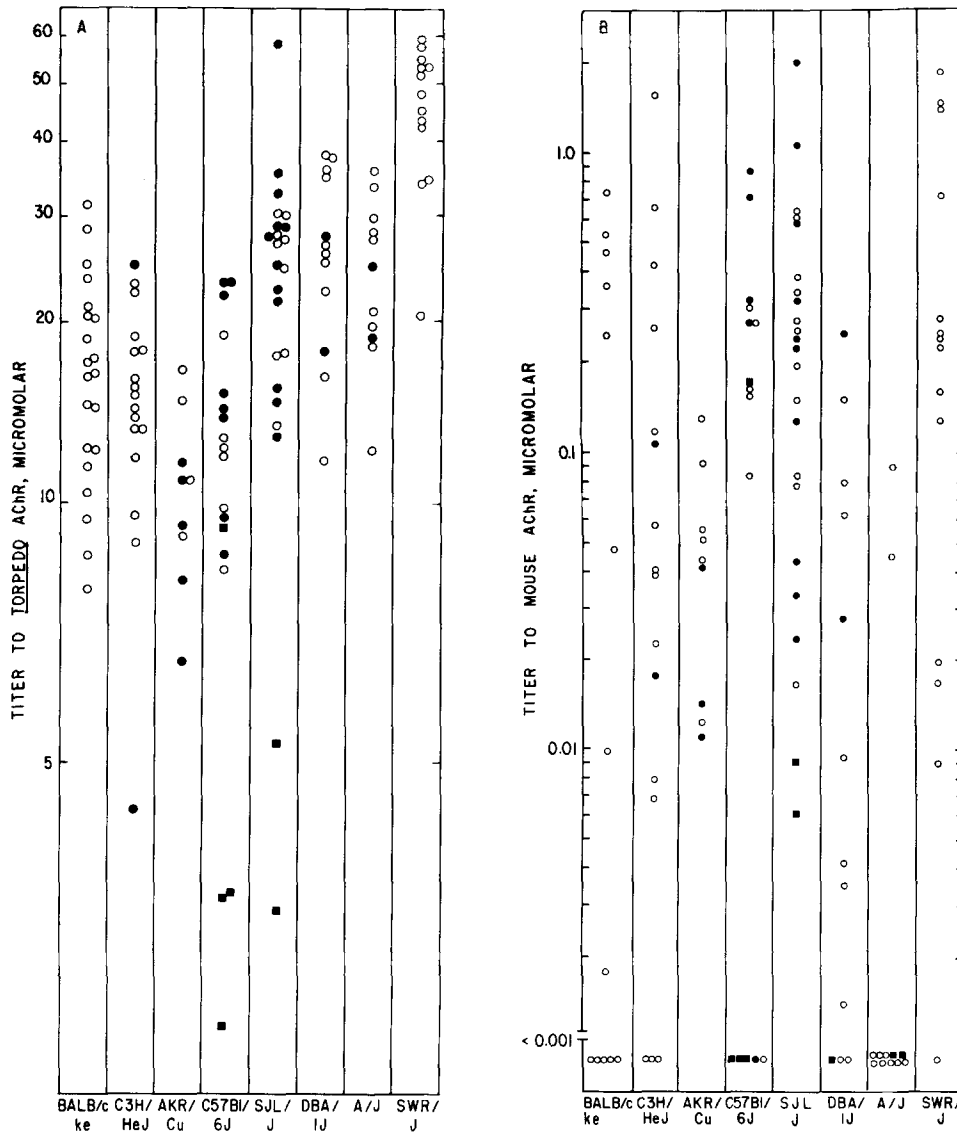 A
60
50
40
30
20
10
5
TITER TO TORPEDO AChR, MICROMOLAR
BALB/c C3H/ AKR/ C57Bl/ SJL/ DBA/ A/J SWR/
ke HeJ Cu 6J J IJ J
B
1.0
0.1
0.01
< 0.001
TITER TO MOUSE AChR, MICROMOLAR
BALB/c C3H/ AKR/ C57Bl/ SJL DBA/ A/J SWR/
ke HeJ Cu 6J J IJ J